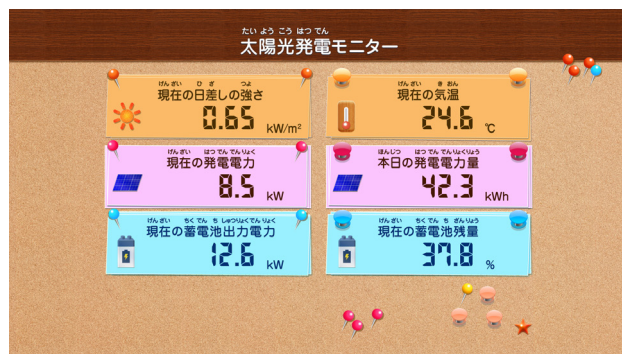 たいようこうはつでん
太陽光発電モニター
げんざい ひざ つよ
現在の日差しの強さ
0.65 kW/m²
げんざい きおん
現在の気温
24.6 ℃
げんざい はつでんでんりょく
現在の発電電力
8.5 kW
ほんじつ はつでんでんりょくりょう
本日の発電電力量
42.3 kWh
げんざい ちくでんちしゅつりょくでんりょく
現在の蓄電池出力電力
12.6 kW
げんざい ちくでんちざんりょう
現在の蓄電池残量
37.8 %